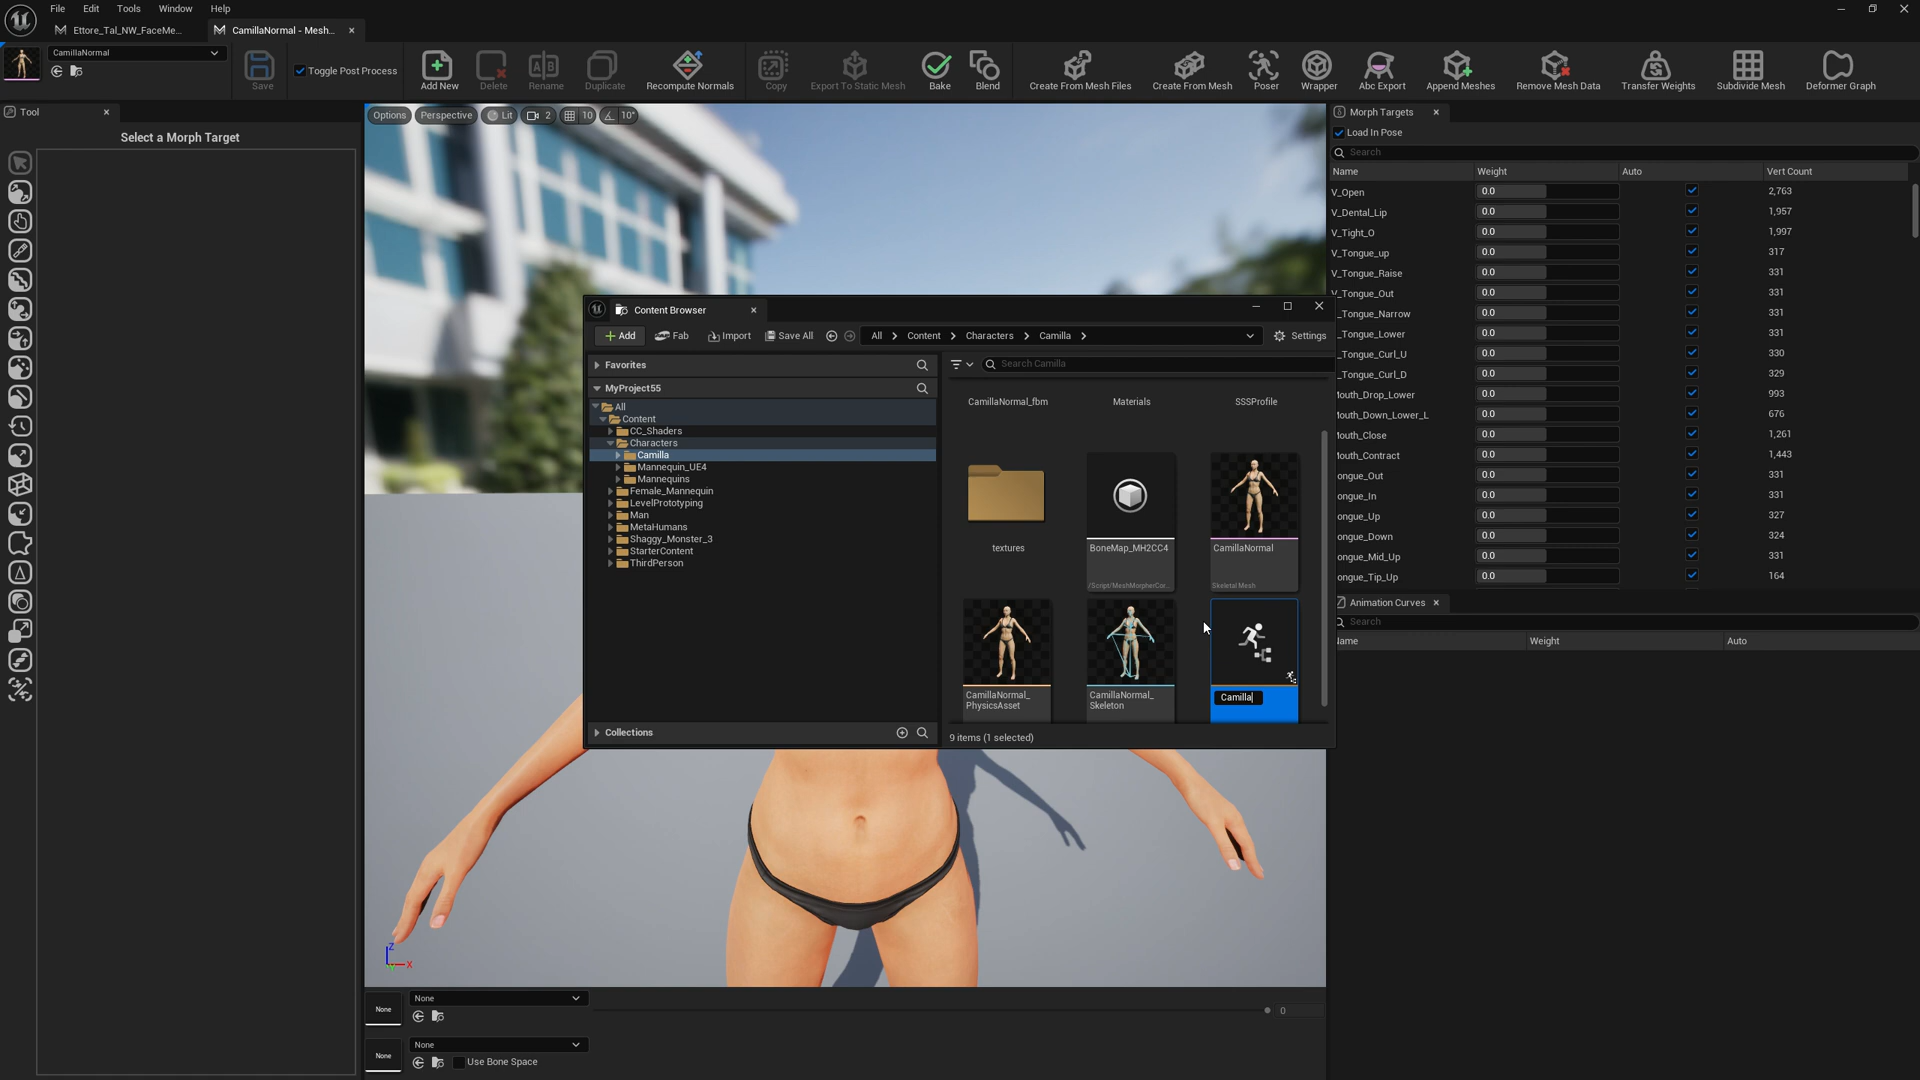 File Edit Tools Window Help
Ettore_Tal_NW_FaceMe...
CamillaNormal - Mesh...
CamillaNormal
Save
Toggle Post Process
Add New
Delete
Rename
Duplicate
Recompute Normals
Copy
Export To Static Mesh
Bake
Blend
Create From Mesh Files
Create From Mesh
Poser
Wrapper
Abc Export
Append Meshes
Remove Mesh Data
Transfer Weights
Subdivide Mesh
Deformer Graph
Tool
Select a Morph Target
Options
Perspective
Lit
2
10
10°
Content Browser
Add
Fab
Import
Save All
All
Content
Characters
Camilla
Settings
Favorites
MyProject55
All
Content
CC_Shaders
Characters
Camilla
Mannequin_UE4
Mannequins
Female_Mannequin
LevelPrototyping
Man
MetaHumans
Shaggy_Monster_3
StarterContent
ThirdPerson
Collections
Search Camilla
CamillaNormal_fbm
Materials
SSSProfile
textures
BoneMap_MH2CC4
/Script/MeshMorpherCor...
CamillaNormal
Skeletal Mesh
CamillaNormal_
PhysicsAsset
CamillaNormal_
Skeleton
Camilla
9 items (1 selected)
Z
X
None
None
0
None
None
Use Bone Space
Morph Targets
Load In Pose
Search
Name Weight Auto Vert Count
V_Open 0.0 2,763
V_Dental_Lip 0.0 1,957
V_Tight_O 0.0 1,997
V_Tongue_up 0.0 317
V_Tongue_Raise 0.0 331
V_Tongue_Out 0.0 331
_Tongue_Narrow 0.0 331
_Tongue_Lower 0.0 331
_Tongue_Curl_U 0.0 330
_Tongue_Curl_D 0.0 329
Mouth_Drop_Lower 0.0 993
Mouth_Down_Lower_L 0.0 676
Mouth_Close 0.0 1,261
Mouth_Contract 0.0 1,443
ongue_Out 0.0 331
ongue_In 0.0 331
ongue_Up 0.0 327
ongue_Down 0.0 324
ongue_Mid_Up 0.0 331
ongue_Tip_Up 0.0 164
Animation Curves
Search
Name Weight Auto